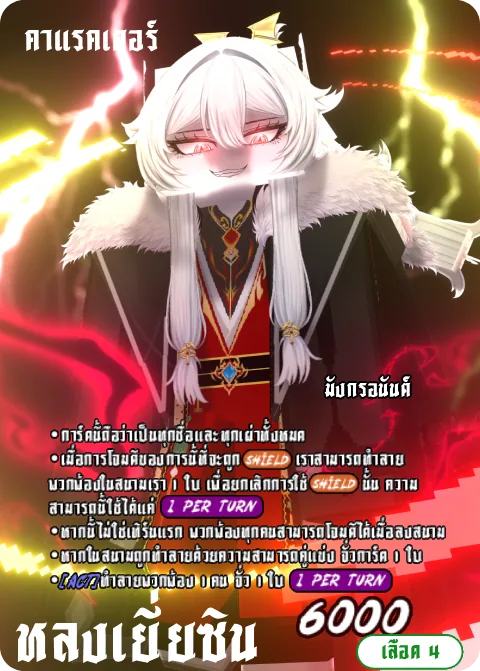 คาแรคเตอร์
มังกรอนันต์
•การ์ดนี้ถือว่าเป็นทุกชื่อและทุกเผ่าทั้งหมด
•เมื่อการโจมตีของการ์นี้ที่จะถูก SHIELD เราสามารถทำลาย
พวกพ้องในสนามเรา 1 ใบ เพื่อยกเลิกการใช้ SHIELD นั้น ความ
สามารถนี้ใช้ได้แค่ 1 PER TURN
•หากนี้ไม่ใช่เทิร์นแรก พวกพ้องทุกคนสามารถโจมตีได้เมื่อลงสนาม
•หากในสนามถูกทำลายด้วยความสามารถคู่แข่ง จั่วการ์ด 1 ใบ
•[ACT]ทำลายพวกพ้อง 1 คน จั่ว 1 ใบ 1 PER TURN
6000
หลงเยี่ยซิน
เลือด 4